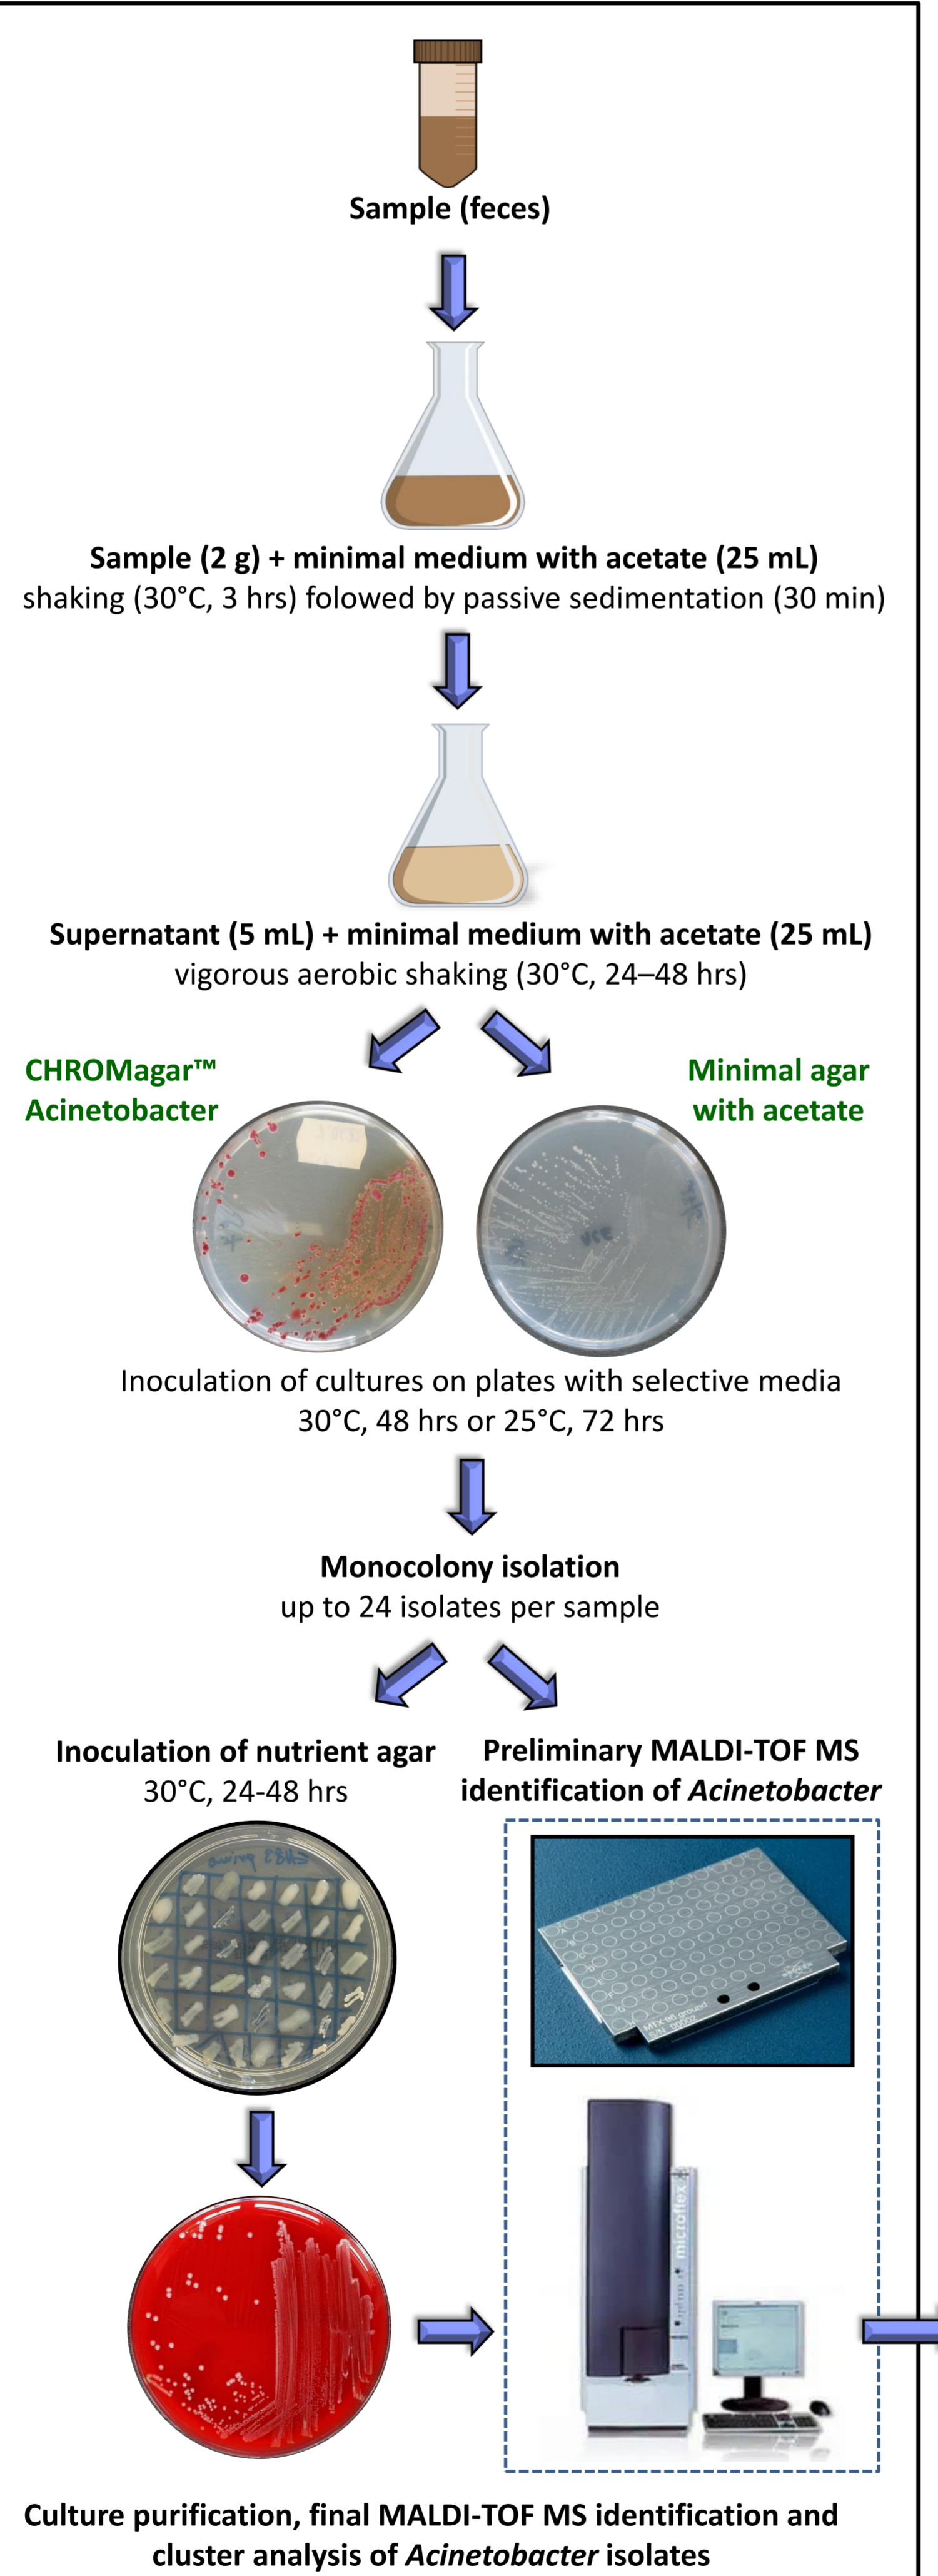 Sample (feces)
Sample (2 g) + minimal medium with acetate (25 mL)
shaking (30°C, 3 hrs) folowed by passive sedimentation (30 min)
Supernatant (5 mL) + minimal medium with acetate (25 mL)
vigorous aerobic shaking (30°C, 24–48 hrs)
CHROMagar™
Acinetobacter
Minimal agar
with acetate
Inoculation of cultures on plates with selective media
30°C, 48 hrs or 25°C, 72 hrs
Monocolony isolation
up to 24 isolates per sample
Inoculation of nutrient agar
30°C, 24-48 hrs
Preliminary MALDI-TOF MS
identification of Acinetobacter
MTX-96 ground
microflex
Culture purification, final MALDI-TOF MS identification and
cluster analysis of Acinetobacter isolates